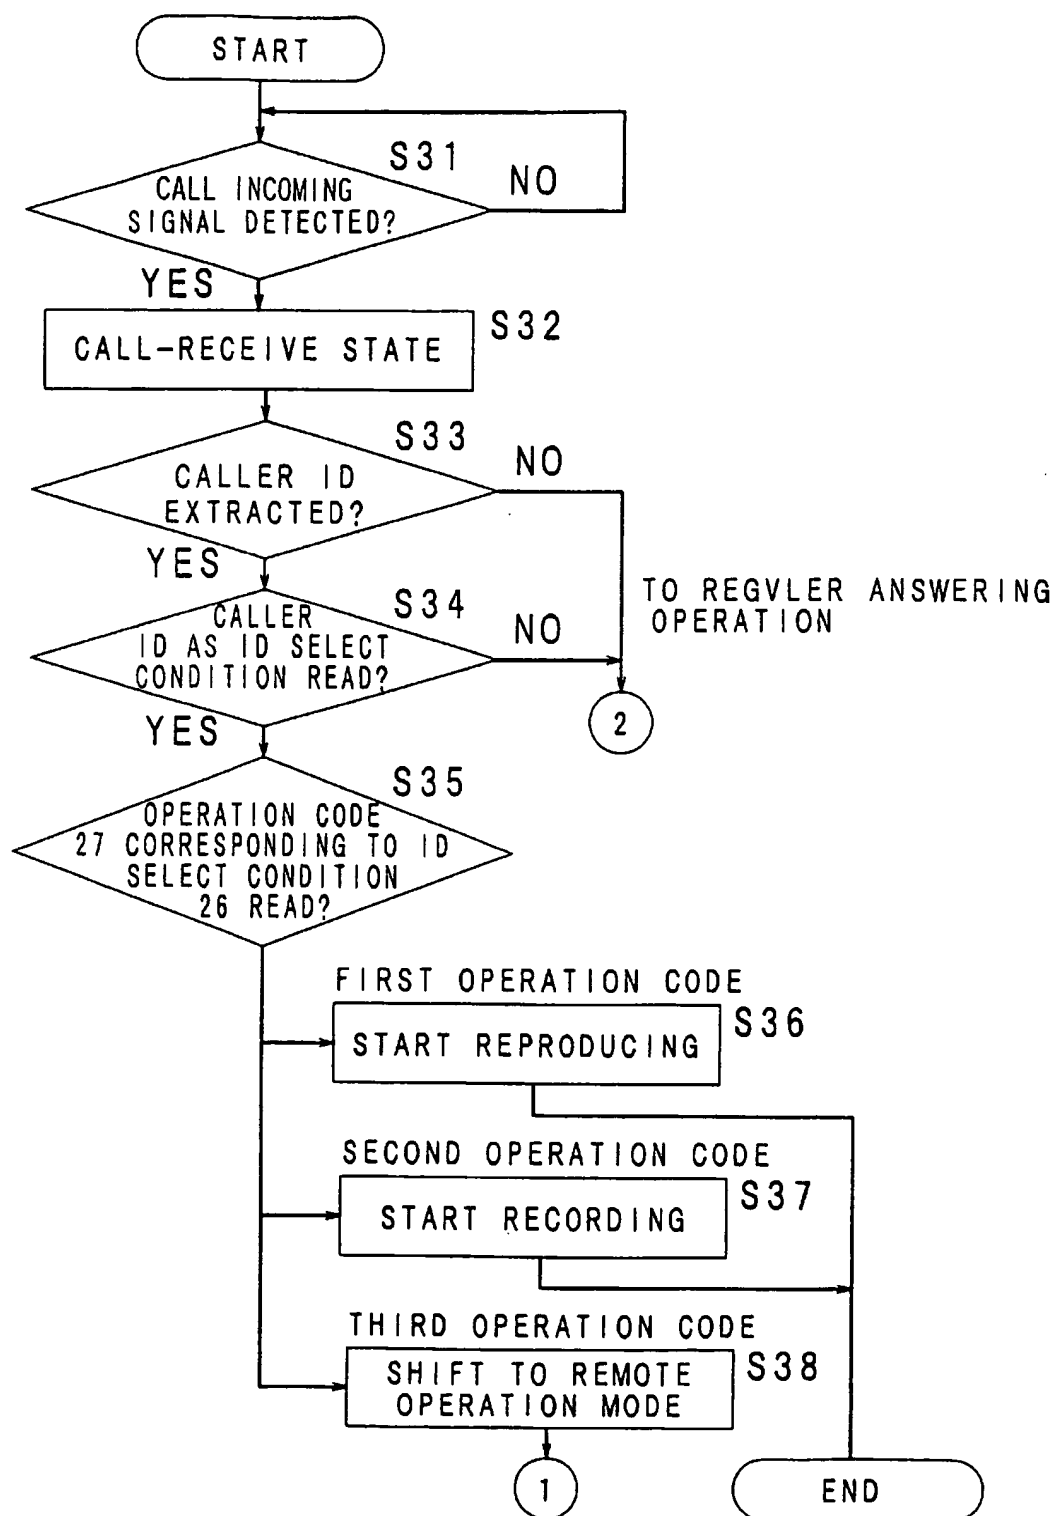 START
S31
NO
CALL INCOMING
SIGNAL DETECTED?
YES
S32
CALL-RECEIVE STATE
S33
NO
CALLER ID
EXTRACTED?
YES
TO REGVLER ANSWERING
OPERATION
S34
NO
CALLER
ID AS ID SELECT
CONDITION READ?
2
YES
S35
OPERATION CODE
27 CORRESPONDING TO ID
SELECT CONDITION
26 READ?
FIRST OPERATION CODE
S36
START REPRODUCING
SECOND OPERATION CODE
S37
START RECORDING
THIRD OPERATION CODE
S38
SHIFT TO REMOTE
OPERATION MODE
1
END